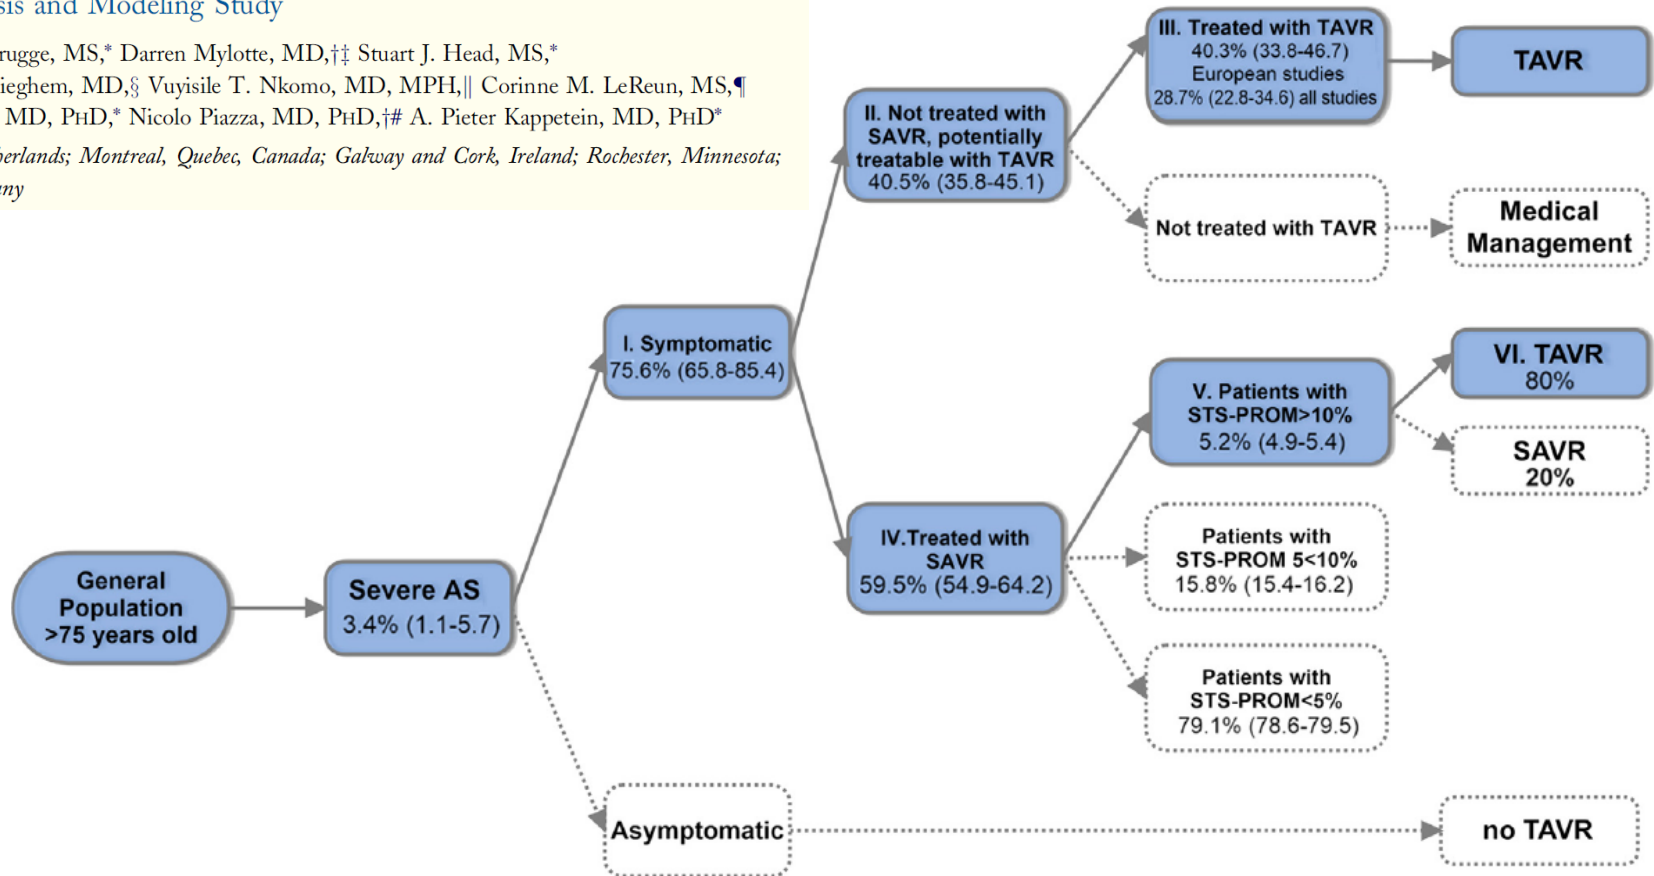 sis and Modeling Study
rugge, MS,* Darren Mylotte, MD,†‡ Stuart J. Head, MS,*
ieghem, MD,§ Vuyisile T. Nkomo, MD, MPH,|| Corinne M. LeReun, MS,¶
MD, PHD,* Nicolo Piazza, MD, PHD,†# A. Pieter Kappetein, MD, PHD*
herlands; Montreal, Quebec, Canada; Galway and Cork, Ireland; Rochester, Minnesota;
any
III. Treated with TAVR
40.3% (33.8-46.7)
European studies
28.7% (22.8-34.6) all studies
TAVR
II. Not treated with
SAVR, potentially
treatable with TAVR
40.5% (35.8-45.1)
Not treated with TAVR
Medical
Management
I. Symptomatic
75.6% (65.8-85.4)
V. Patients with
STS-PROM>10%
5.2% (4.9-5.4)
VI. TAVR
80%
SAVR
20%
IV.Treated with
SAVR
59.5% (54.9-64.2)
Patients with
STS-PROM 5<10%
15.8% (15.4-16.2)
General
Population
>75 years old
Severe AS
3.4% (1.1-5.7)
Patients with
STS-PROM<5%
79.1% (78.6-79.5)
Asymptomatic
no TAVR